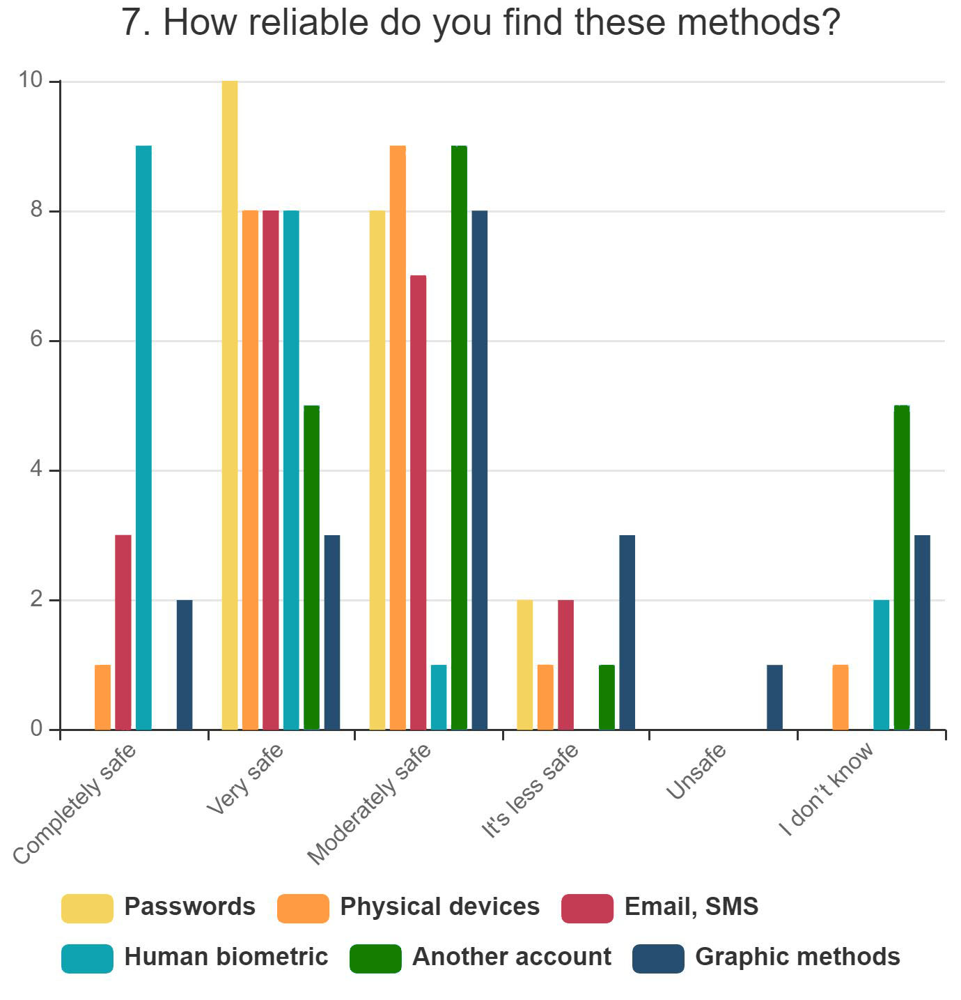 7. How reliable do you find these methods?
10
8
6
4
2
0
Completely safe
Very safe
Moderately safe
It's less safe
Unsafe
I don’t know
Passwords Physical devices Email, SMS
Human biometric Another account Graphic methods